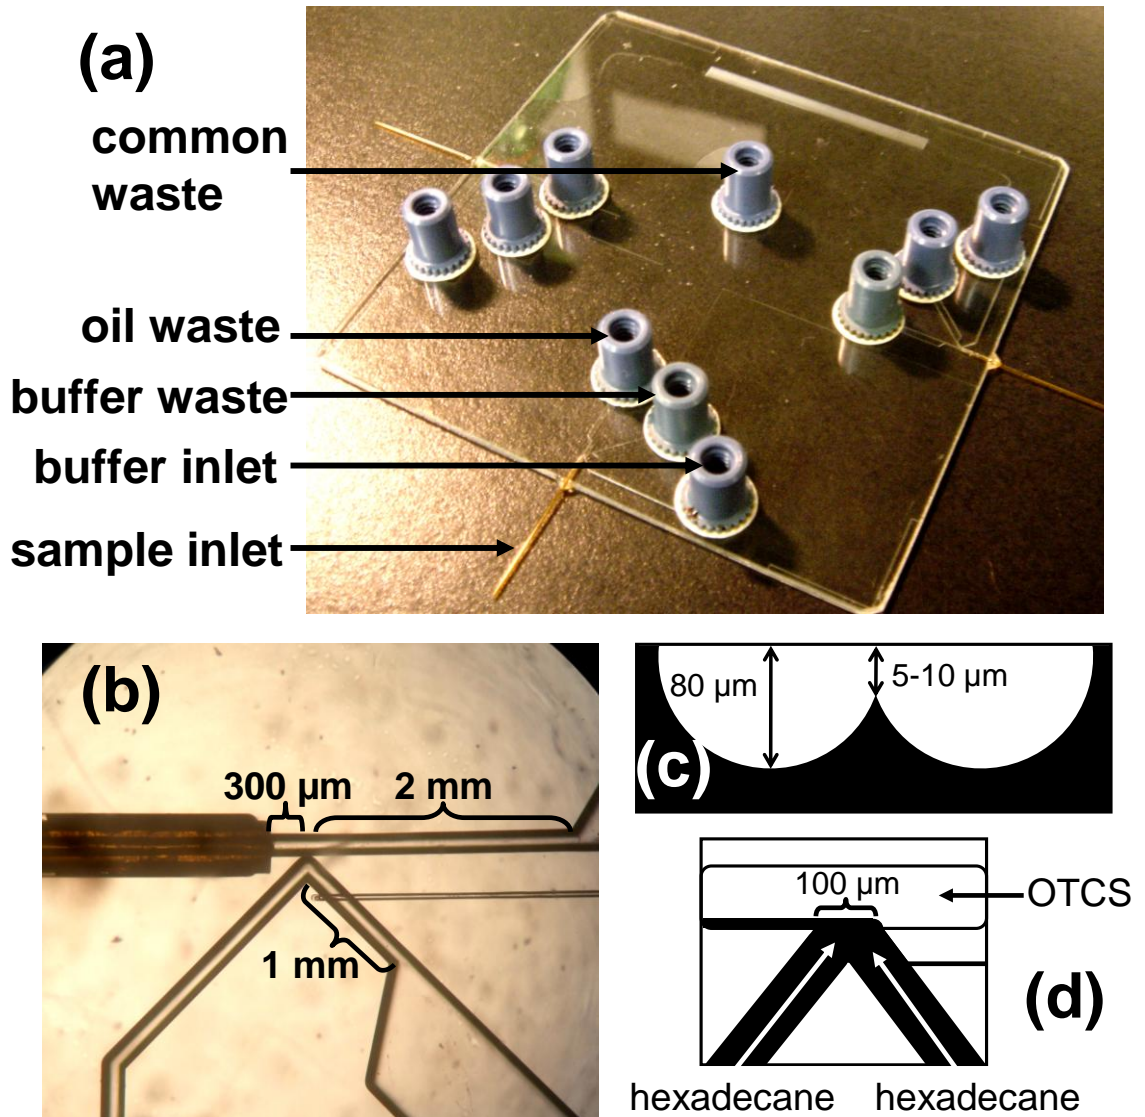 (a)
common
waste
oil waste
buffer waste
buffer inlet
sample inlet
(b)
300 µm
2 mm
1 mm
80 µm
5-10 µm
(c)
100 µm
OTCS
(d)
hexadecane
hexadecane